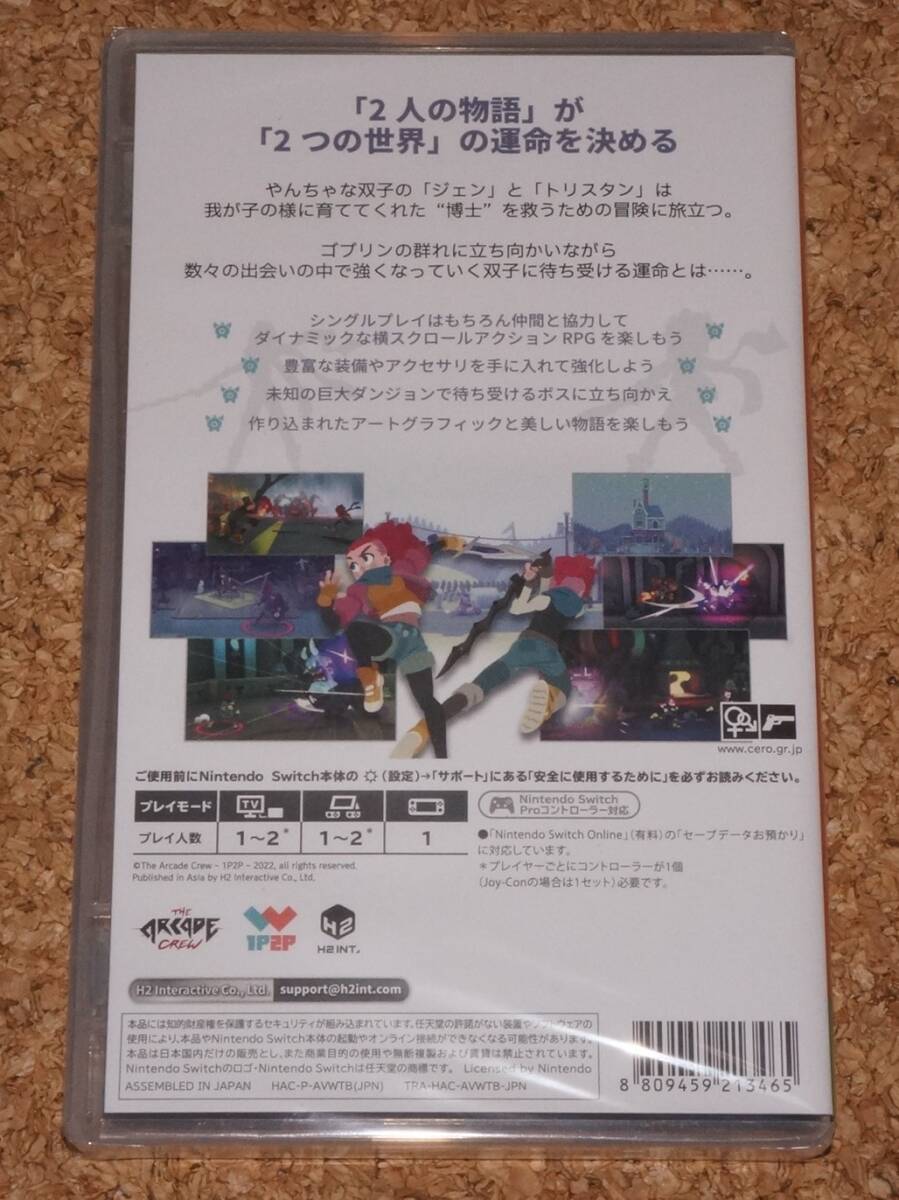 「2人の物語」が
「2つの世界」の運命を決める
やんちゃな双子の「ジェン」と「トリスタン」は
我が子の様に育ててくれた“博士”を救うための冒険に旅立つ。
ゴブリンの群れに立ち向かいながら
数々の出会いの中で強くなっていく双子に待ち受ける運命とは……。
シングルプレイはもちろん仲間と協力して
ダイナミックな横スクロールアクションRPGを楽しもう
豊富な装備やアクセサリを手に入れて強化しよう
未知の巨大ダンジョンで待ち受けるボスに立ち向かえ
作り込まれたアートグラフィックと美しい物語を楽しもう
www.cero.gr.jp
ご使用前にNintendo Switch本体の(設定)→「サポート」にある「安全に使用するために」を必ずお読みください。
プレイモード TV
プレイ人数 1~2* 1~2* 1
Nintendo Switch
Proコントローラー対応
●「Nintendo Switch Online」(有料)の「セーブデータお預かり」
に対応しています。
*プレイヤーごとにコントローラーが1個
(Joy-Conの場合は1セット)必要です。
©The Arcade Crew - 1P2P - 2022, all rights reserved.
Published in Asia by H2 Interactive Co., Ltd.
THE ARCADE CREW
1P2P
H2 INT.
H2 Interactive Co., Ltd. support@h2int.com
本品には知的財産権を保護するセキュリティが組み込まれています。任天堂の許諾がない装置やソフトウェアの
使用により、本品やNintendo Switch本体の起動やオンライン接続ができなくなる可能性があります。
本品は日本国内だけの販売とし、また商業目的の使用や無断複製および賃貸は禁止されています。
Nintendo Switchのロゴ・Nintendo Switchは任天堂の商標です。 Licensed by Nintendo
ASSEMBLED IN JAPAN HAC-P-AVWTB(JPN) TRA-HAC-AVWTB-JPN
8 809459 213465